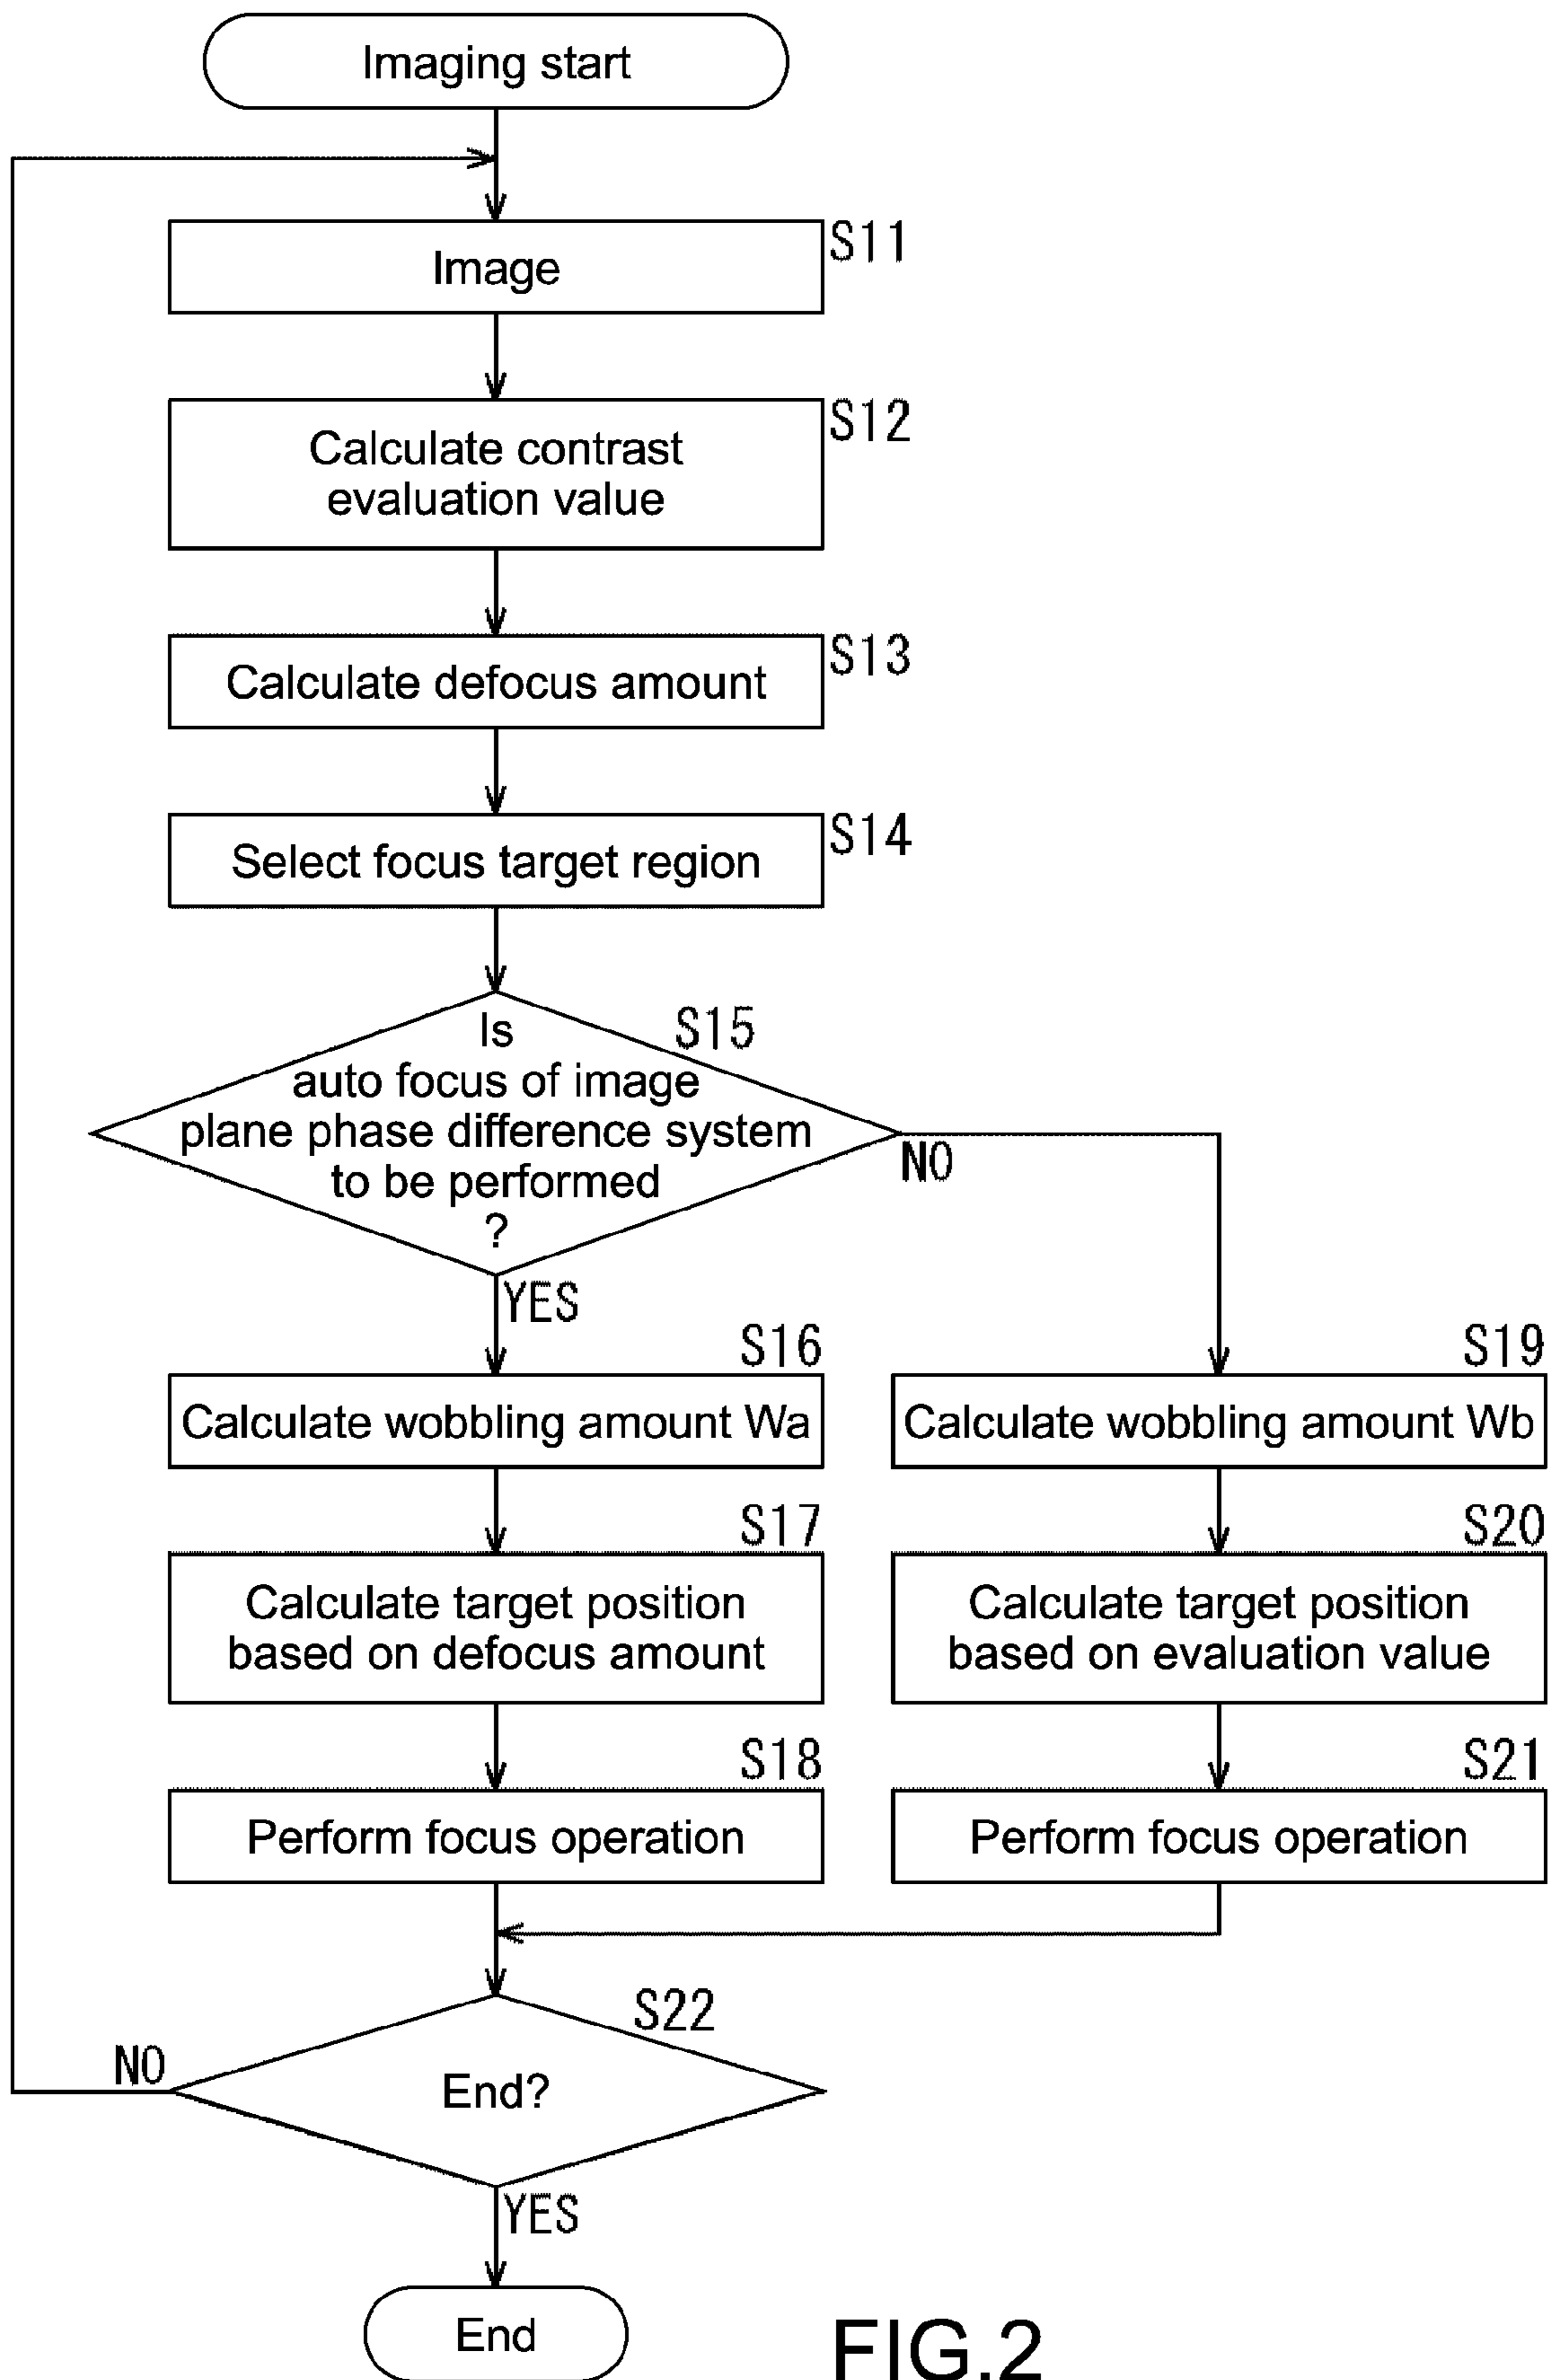 Imaging start
S11
Image
S12
Calculate contrast
evaluation value
S13
Calculate defocus amount
S14
Select focus target region
S15
Is
auto focus of image
plane phase difference system
to be performed
?
NO
YES
S16
Calculate wobbling amount Wa
S17
Calculate target position
based on defocus amount
S18
Perform focus operation
S19
Calculate wobbling amount Wb
S20
Calculate target position
based on evaluation value
S21
Perform focus operation
S22
NO
End?
YES
End
FIG.2